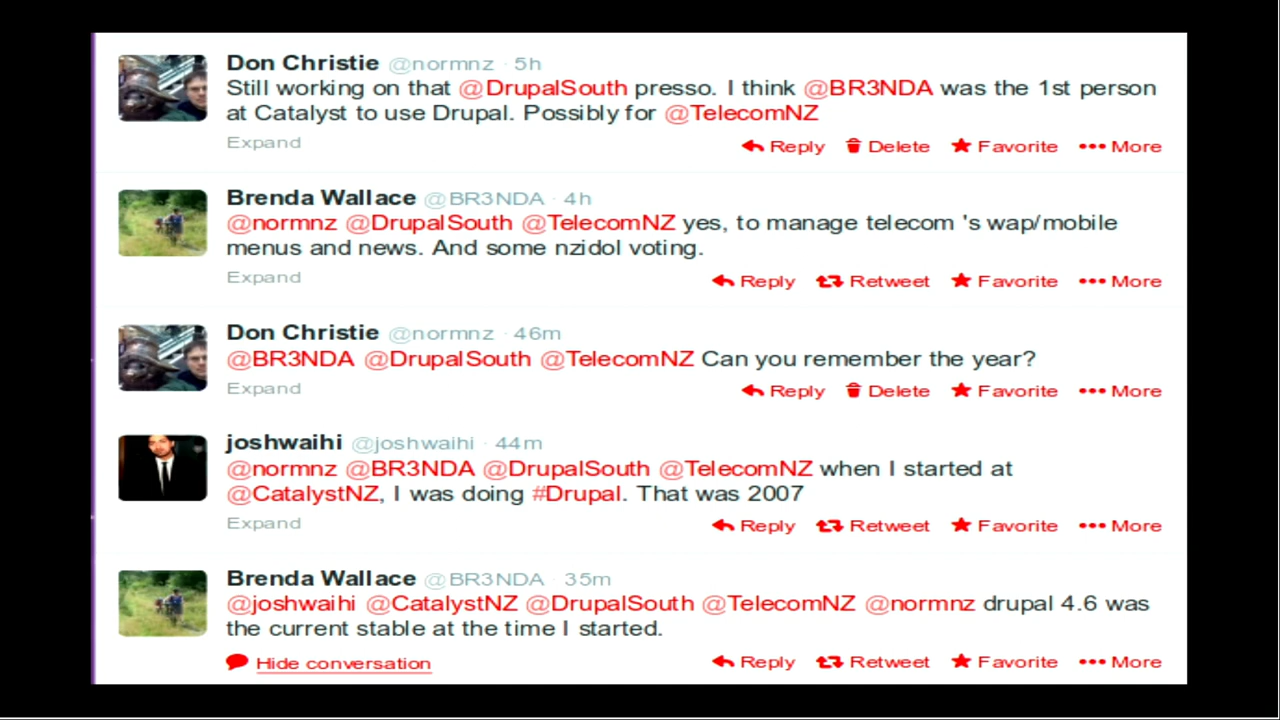 Don Christie @normnz · 5h
Still working on that @DrupalSouth presso. I think @BR3NDA was the 1st person
at Catalyst to use Drupal. Possibly for @TelecomNZ
Expand
Reply Delete Favorite More
Brenda Wallace @BR3NDA · 4h
@normnz @DrupalSouth @TelecomNZ yes, to manage telecom 's wap/mobile
menus and news. And some nzidol voting.
Expand
Reply Retweet Favorite More
Don Christie @normnz · 46m
@BR3NDA @DrupalSouth @TelecomNZ Can you remember the year?
Expand
Reply Delete Favorite More
joshwaihi @joshwaihi · 44m
@normnz @BR3NDA @DrupalSouth @TelecomNZ when I started at
@CatalystNZ, I was doing #Drupal. That was 2007
Expand
Reply Retweet Favorite More
Brenda Wallace @BR3NDA · 35m
@joshwaihi @CatalystNZ @DrupalSouth @TelecomNZ @normnz drupal 4.6 was
the current stable at the time I started.
Hide conversation
Reply Retweet Favorite More